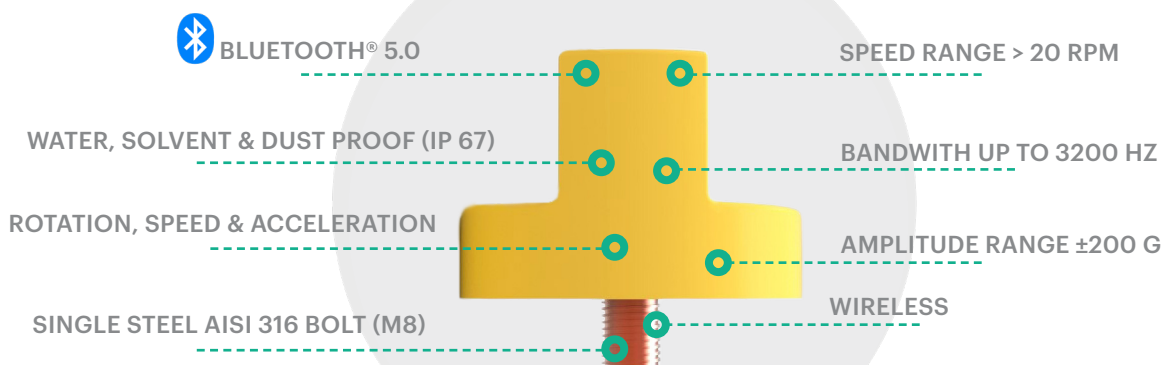 BLUETOOTH® 5.0
SPEED RANGE > 20 RPM
WATER, SOLVENT & DUST PROOF (IP 67)
BANDWITH UP TO 3200 HZ
ROTATION, SPEED & ACCELERATION
AMPLITUDE RANGE ±200 G
WIRELESS
SINGLE STEEL AISI 316 BOLT (M8)